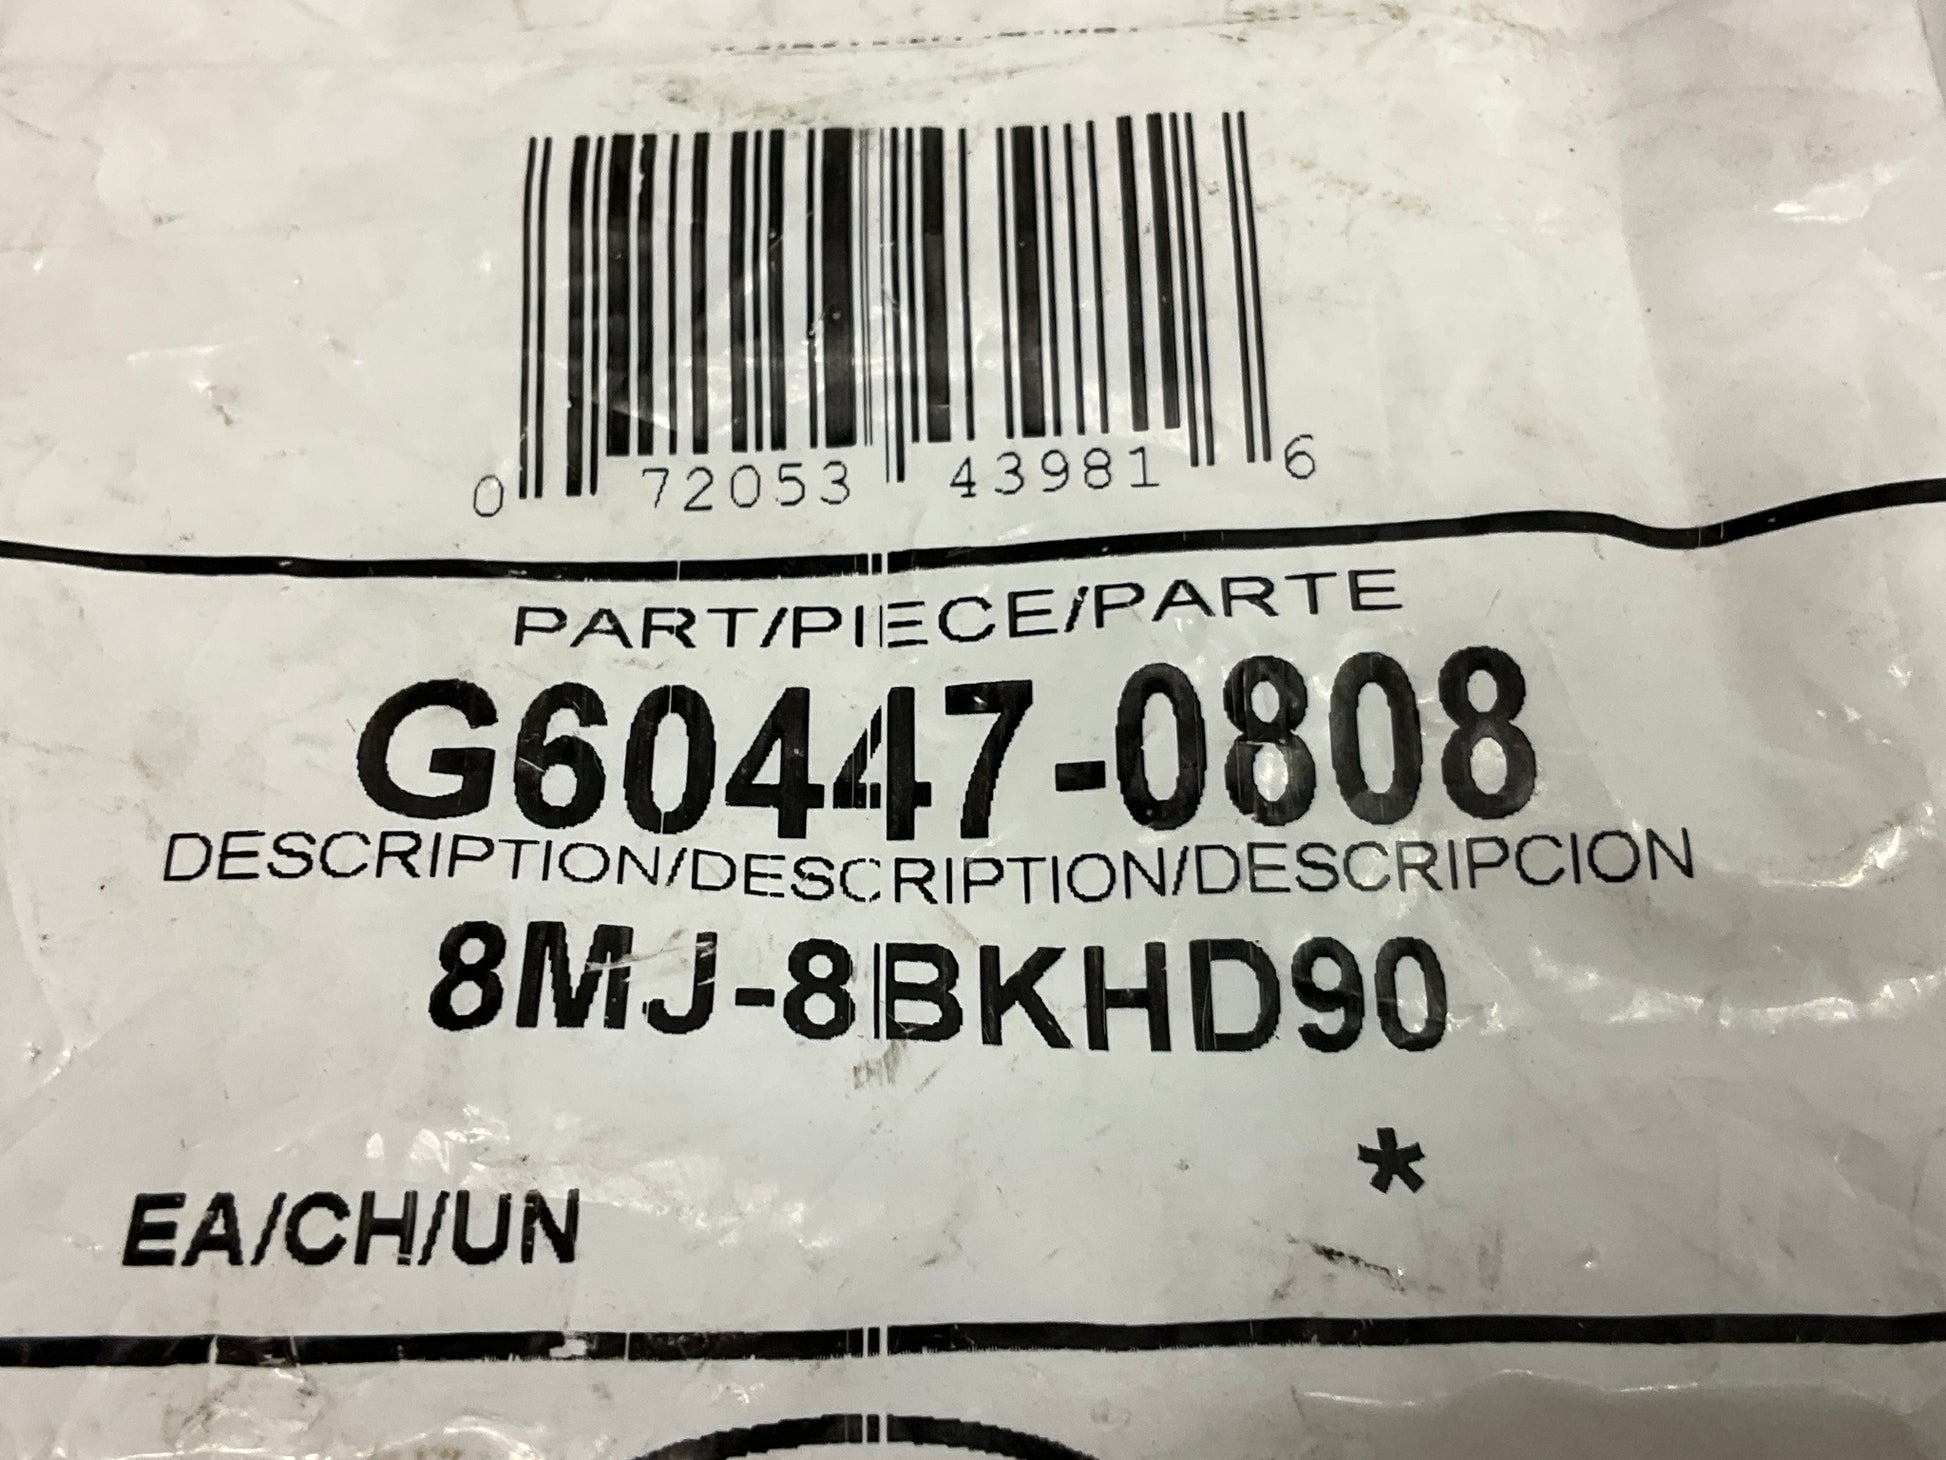 0 72053 43981 6
PART/PIECE/PARTE
G60447-0808
DESCRIPTION/DESCRIPTION/DESCRIPCION
8MJ-8BKHD90
*
EA/CH/UN